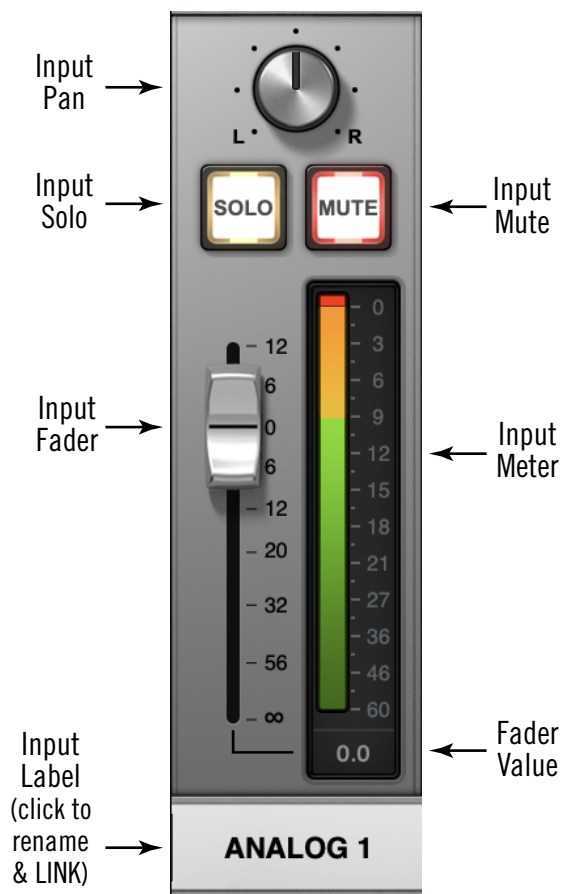 Input
Pan
L
R
Input
Solo
SOLO
MUTE
Input
Mute
Input
Fader
12
6
0
6
12
20
32
56
∞
0
3
6
9
12
15
18
21
27
36
46
60
Input
Meter
0.0
Fader
Value
Input
Label
(click to
rename
& LINK)
ANALOG 1